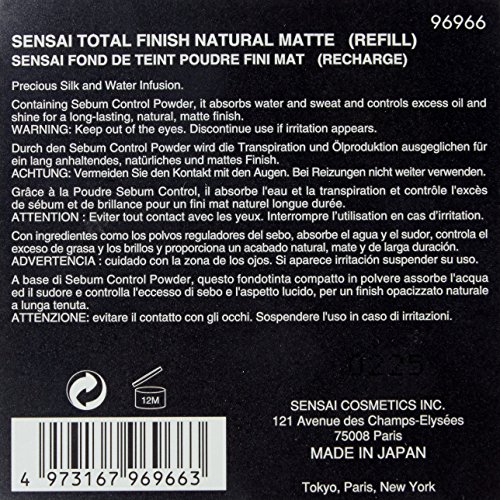 96966
SENSAI TOTAL FINISH NATURAL MATTE (REFILL)
SENSAI FOND DE TEINT POUDRE FINI MAT (RECHARGE)
Precious Silk and Water Infusion.
Containing Sebum Control Powder, it absorbs water and sweat and controls excess oil and
shine for a long-lasting, natural, matte finish.
WARNING: Keep out of the eyes. Discontinue use if irritation appears.
Durch den Sebum Control Powder wird die Transpiration und Ölproduktion ausgeglichen für
ein lang anhaltendes, natürliches und mattes Finish.
ACHTUNG: Vermeiden Sie den Kontakt mit den Augen. Bei Reizungen nicht weiter verwenden.
Grâce à la Poudre Sebum Control, il absorbe l'eau et la transpiration et contrôle l'excès
de sébum et de brillance pour un fini mat naturel longue durée.
ATTENTION : Eviter tout contact avec les yeux. Interrompre l'utilisation en cas d'irritation.
Con ingredientes como los polvos reguladores del sebo, absorbe el agua y el sudor, controla el
exceso de grasa y los brillos y proporciona un acabado natural, mate y de larga duración.
ADVERTENCIA : cuidado con la zona de los ojos. Si aparece irritación suspender su uso.
A base di Sebum Control Powder, questo fondotinta compatto in polvere assorbe l'acqua
ed il sudore e controlla l'eccesso di sebo e l'aspetto lucido, per un finish opacizzato naturale
a lunga tenuta.
ATTENZIONE: evitare il contatto con gli occhi. Sospendere l'uso in caso di irritazioni.
12M
SENSAI COSMETICS INC.
121 Avenue des Champs-Elysées
75008 Paris
MADE IN JAPAN
4 973167 969663
Tokyo, Paris, New York